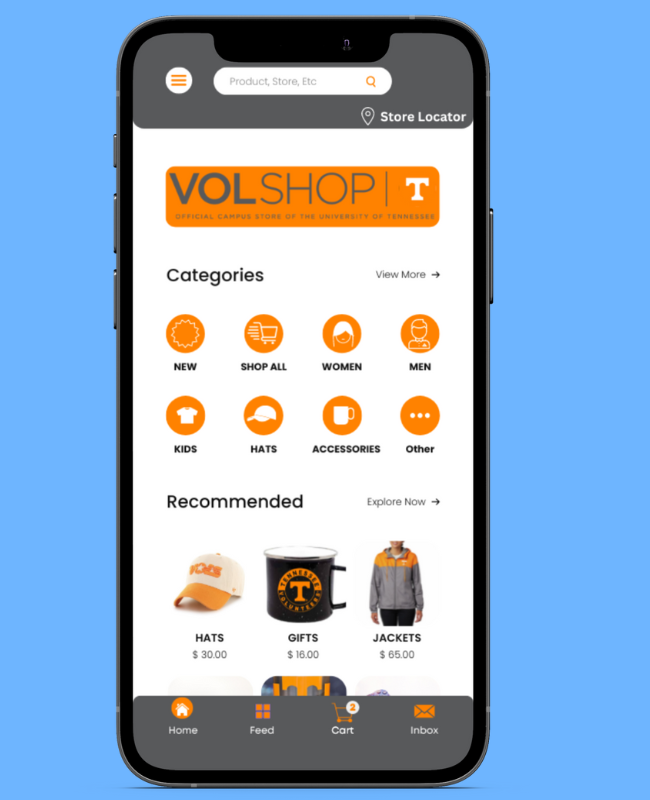 Product, Store, Etc
Store Locator
VOLSHOP | T
OFFICIAL CAMPUS STORE OF THE UNIVERSITY OF TENNESSEE
Categories
View More →
NEW
SHOP ALL
WOMEN
MEN
KIDS
HATS
ACCESSORIES
Other
Recommended
Explore Now →
VOLS
TENNESSEE
T
VOLUNTEERS
HATS
GIFTS
JACKETS
$ 30.00
$ 16.00
$ 65.00
2
Home
Feed
Cart
Inbox